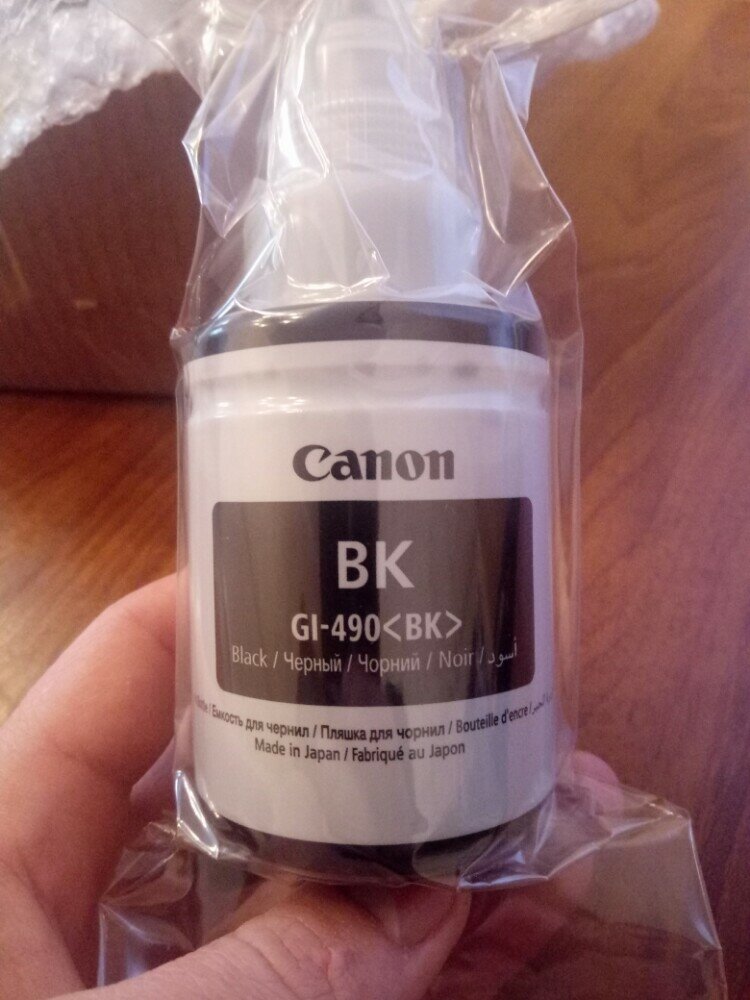 Canon
BK
GI-490<BK>
Black / Черный / Чорний / Noir / أسود
/ Емкость для чернил / Пляшка для чорнил / Bouteille d'encre /
Made in Japan / Fabriqué au Japon